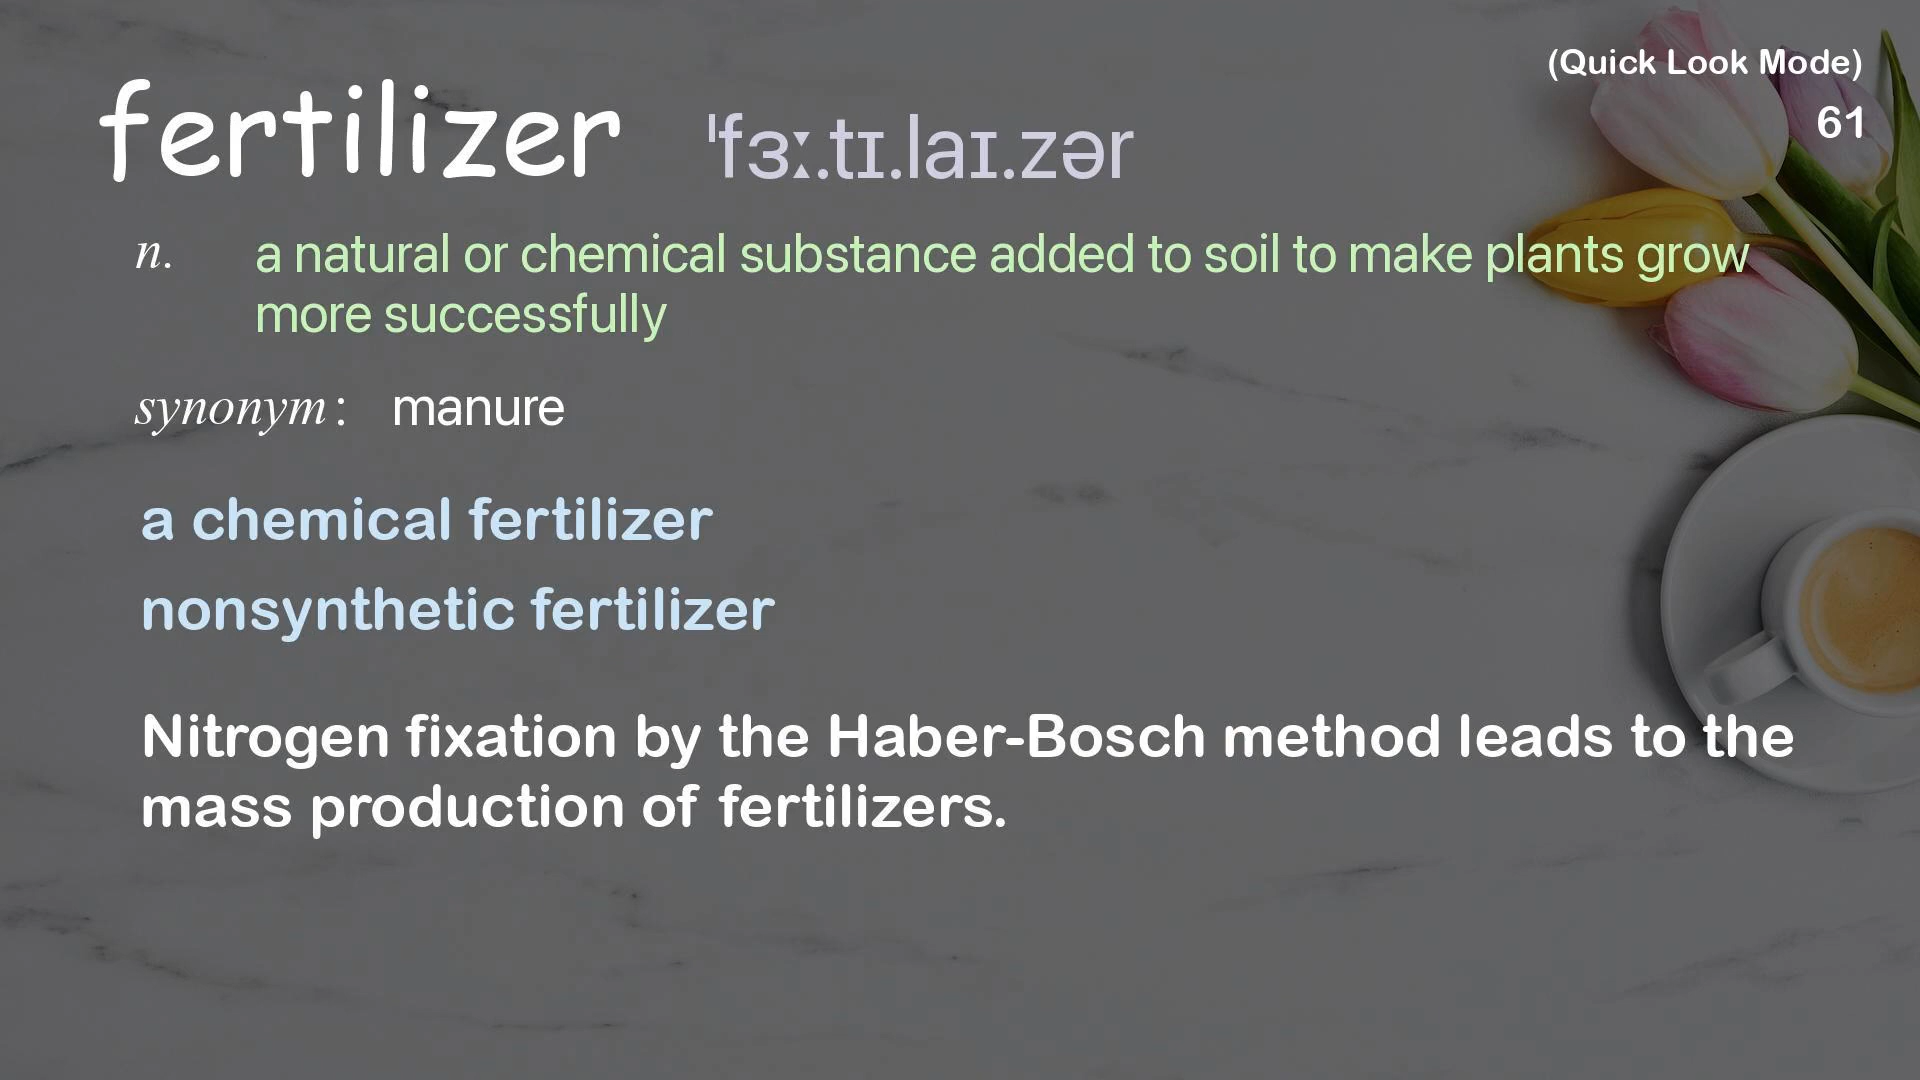 (Quick Look Mode)
61
fertilizer ˈfɜː.tɪ.laɪ.zər
n. a natural or chemical substance added to soil to make plants grow
more successfully
synonym: manure
a chemical fertilizer
nonsynthetic fertilizer
Nitrogen fixation by the Haber-Bosch method leads to the
mass production of fertilizers.